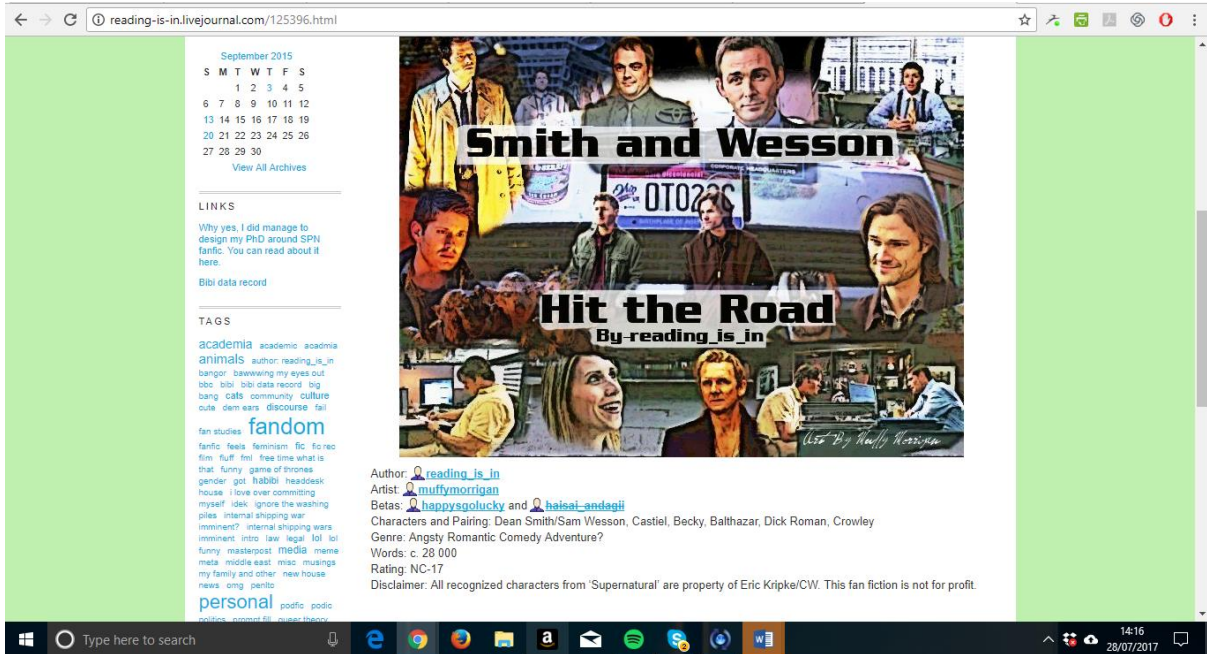 reading-is-in.livejournal.com/125396.html
September 2015
S M T W T F S
1 2 3 4 5
6 7 8 9 10 11 12
13 14 15 16 17 18 19
20 21 22 23 24 25 26
27 28 29 30
View All Archives
LINKS
Why yes, I did manage to
design my PhD around SPN
fanfic. You can read about it
here.
Bibi data record
TAGS
academia academic acadmia
animals author: reading_is_in
bangor bawwwing my eyes out
bbc bibi bibi data record big
bang cats community culture
cute dem ears discourse fail
fan studies fandom
fanfic feels feminism fic fic rec
film fluff fml free time what is
that funny game of thrones
gender got habibi headdesk
house i love over committing
myself idek ignore the washing
piles internal shipping war
imminent? internal shipping wars
imminent intro law legal lol lol
funny masterpost media meme
meta middle east misc musings
my family and other new house
news omg penlto
personal podfic podic
politics prompt fill queer theory
Smith and Wesson
CORPORATE HEADQUARTERS
Hit the Road
By-reading_is_in
Art By Muffy Morrigan
Author: reading_is_in
Artist: muffymorrigan
Betas: happysgolucky and haisai_andagii
Characters and Pairing: Dean Smith/Sam Wesson, Castiel, Becky, Balthazar, Dick Roman, Crowley
Genre: Angsty Romantic Comedy Adventure?
Words: c. 28 000
Rating: NC-17
Disclaimer: All recognized characters from ‘Supernatural’ are property of Eric Kripke/CW. This fan fiction is not for profit.
Type here to search
14:16
28/07/2017